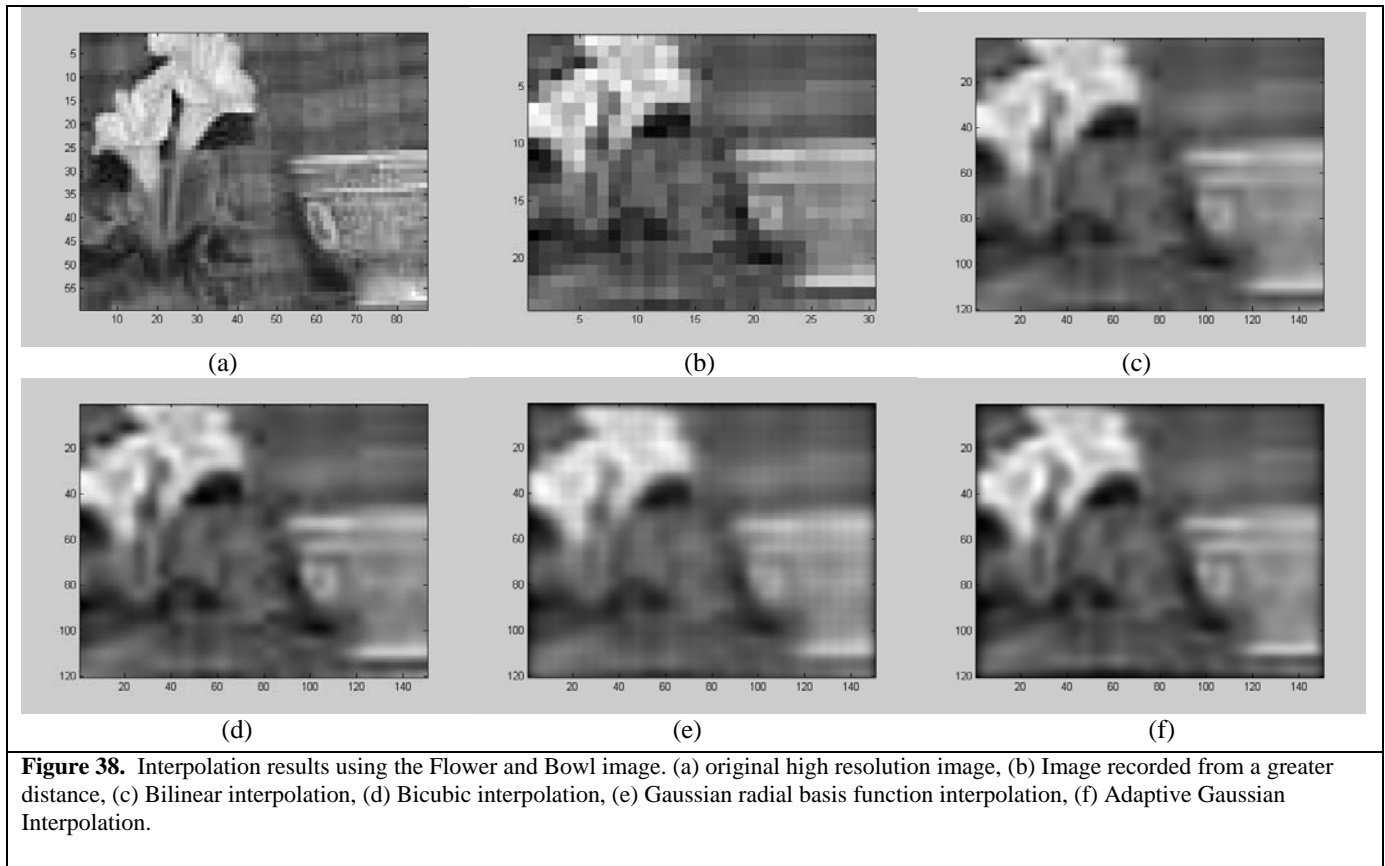 5
10
15
20
25
30
35
40
45
50
55
10 20 30 40 50 60 70 80
(a)
5
10
15
20
5 10 15 20 25 30
(b)
20
40
60
80
100
120
20 40 60 80 100 120 140
(c)
20
40
60
80
100
120
20 40 60 80 100 120 140
(d)
20
40
60
80
100
120
20 40 60 80 100 120 140
(e)
20
40
60
80
100
120
20 40 60 80 100 120 140
(f)
Figure 38. Interpolation results using the Flower and Bowl image. (a) original high resolution image, (b) Image recorded from a greater
distance, (c) Bilinear interpolation, (d) Bicubic interpolation, (e) Gaussian radial basis function interpolation, (f) Adaptive Gaussian
Interpolation.